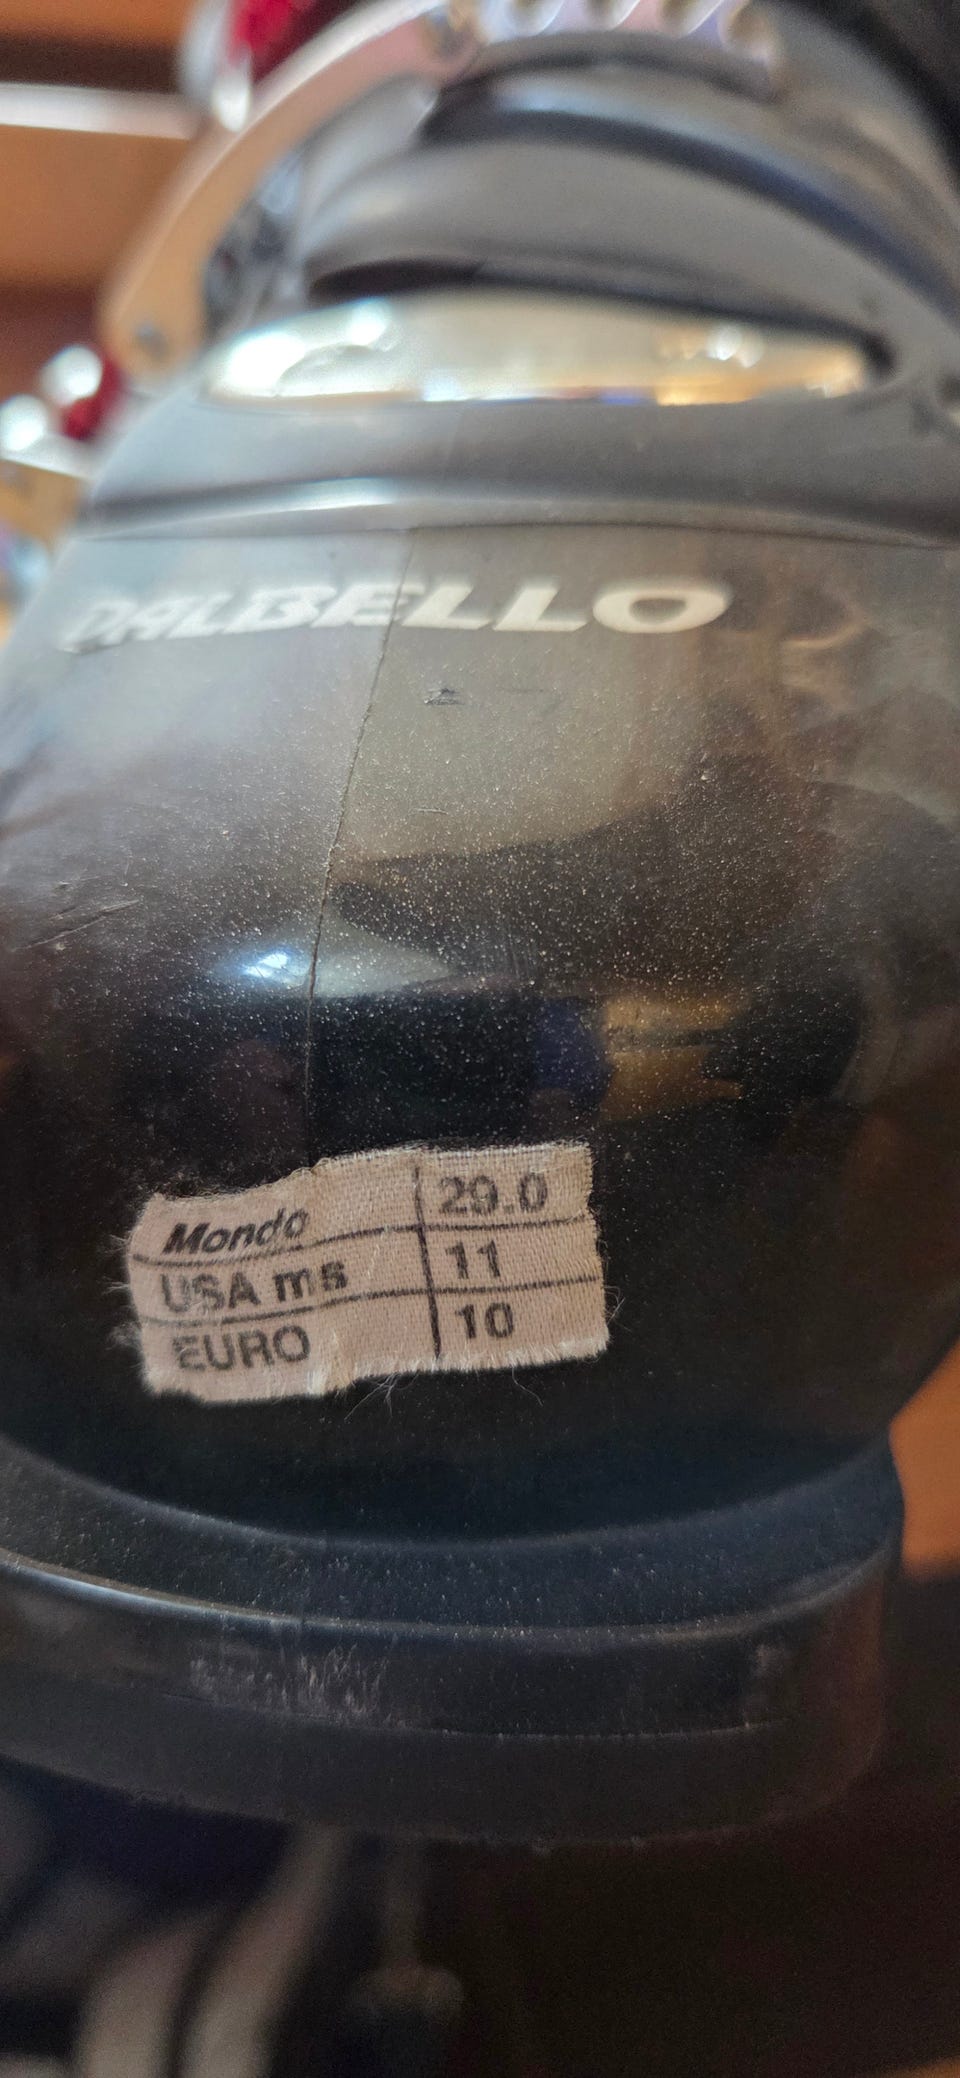 DALBELLO
Mondo 29.0
USA ms 11
EURO 10